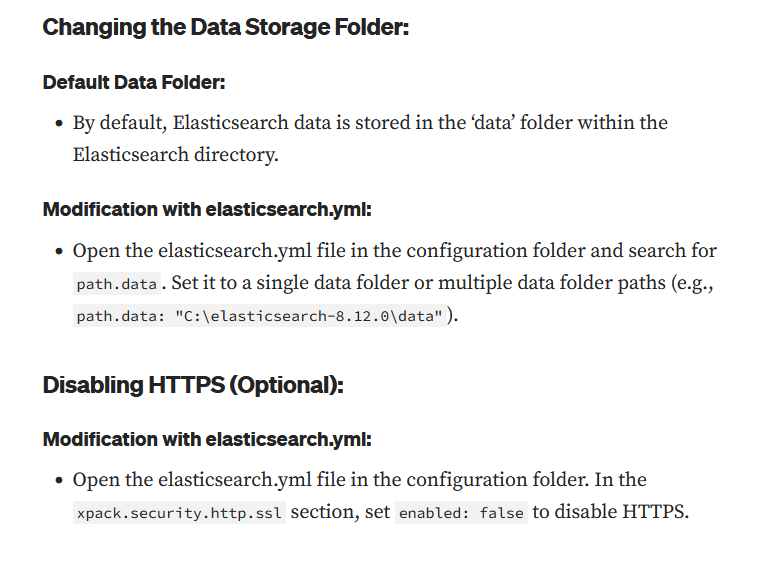 Changing the Data Storage Folder:
Default Data Folder:
• By default, Elasticsearch data is stored in the ‘data’ folder within the
Elasticsearch directory.
Modification with elasticsearch.yml:
• Open the elasticsearch.yml file in the configuration folder and search for
path.data . Set it to a single data folder or multiple data folder paths (e.g.,
path.data: "C:\elasticsearch-8.12.0\data" ).
Disabling HTTPS (Optional):
Modification with elasticsearch.yml:
• Open the elasticsearch.yml file in the configuration folder. In the
xpack.security.http.ssl section, set enabled: false to disable HTTPS.